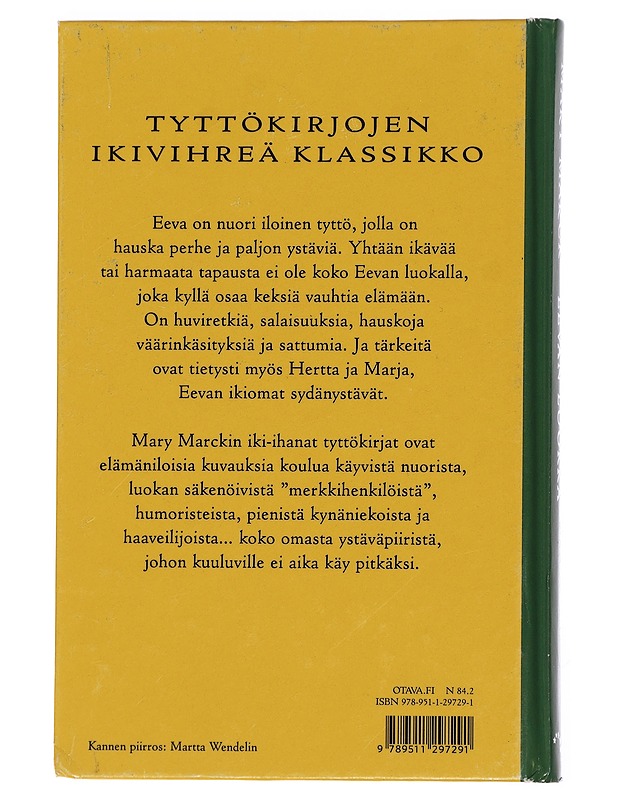 TYTTÖKIRJOJEN
IKIVIHREÄ KLASSIKKO
Eeva on nuori iloinen tyttö, jolla on
hauska perhe ja paljon ystäviä. Yhtään ikävää
tai harmaata tapausta ei ole koko Eevan luokalla,
joka kyllä osaa keksiä vauhtia elämään.
On huviretkiä, salaisuuksia, hauskoja
väärinkäsityksiä ja sattumia. Ja tärkeitä
ovat tietysti myös Hertta ja Marja,
Eevan ikiomat sydänystävät.
Mary Marckin iki-ihanat tyttökirjat ovat
elämäniloisia kuvauksia koulua käyvistä nuorista,
luokan säkenöivistä ”merkkihenkilöistä”,
humoristeista, pienistä kynäniekoista ja
haaveilijoista... koko omasta ystäväpiiristä,
johon kuuluville ei aika käy pitkäksi.
OTAVA.FI N 84.2
ISBN 978-951-1-29729-1
9 789511 297291
Kannen piirros: Martta Wendelin